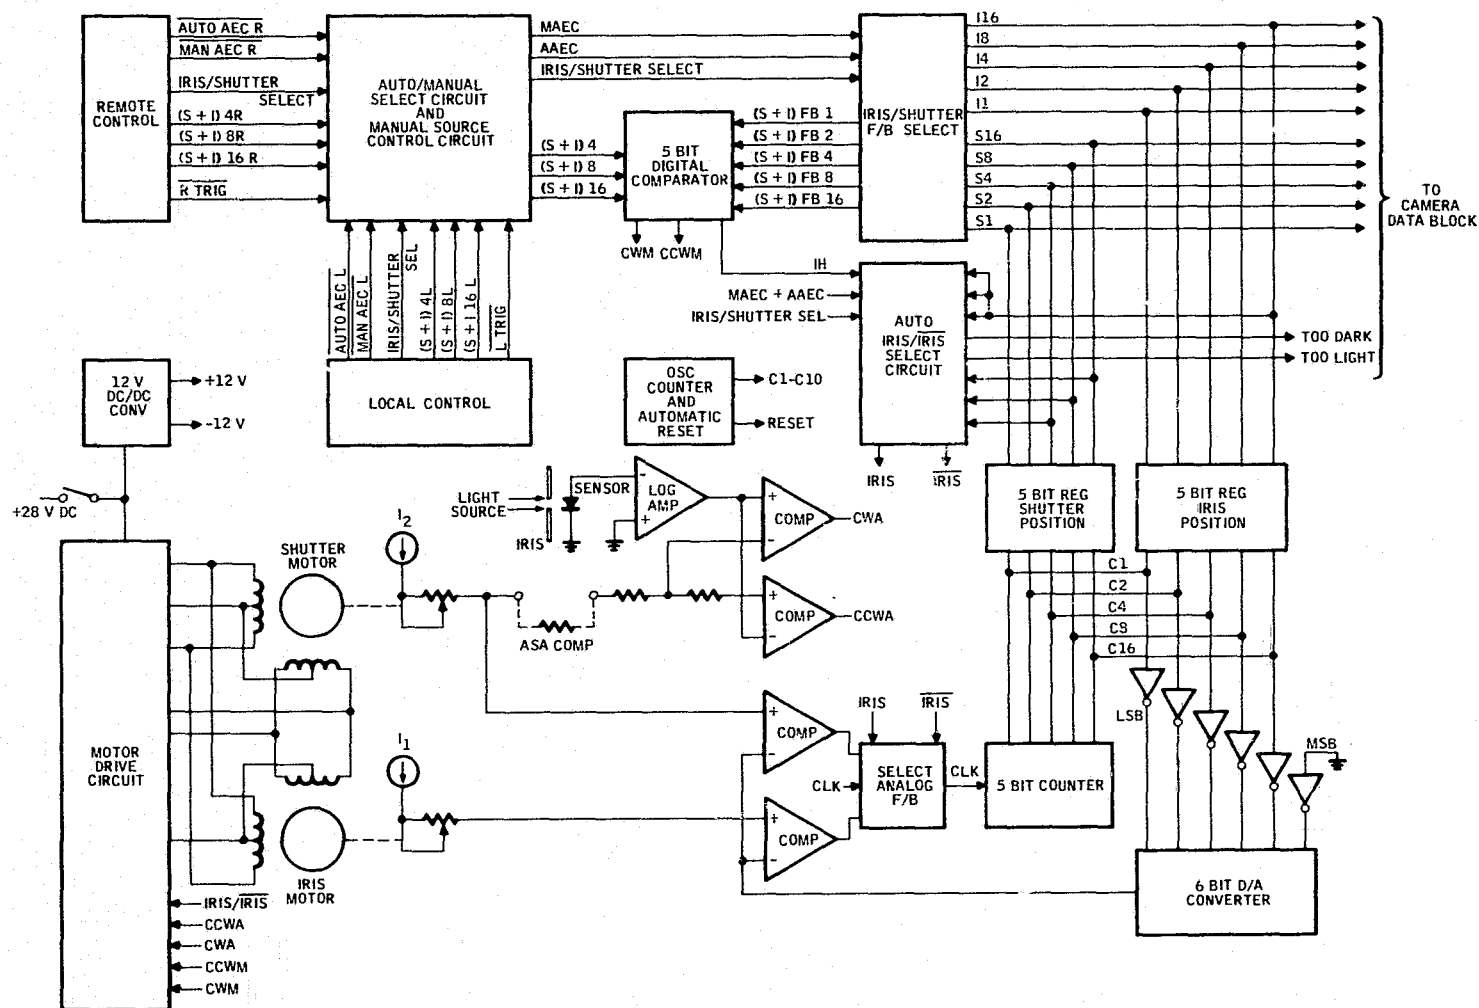 REMOTE
CONTROL
AUTO AEC R
MAN AEC R
IRIS/SHUTTER
SELECT
(S + I) 4R
(S + I) 8R
(S + I) 16 R
R TRIG
AUTO/MANUAL
SELECT CIRCUIT
AND
MANUAL SOURCE
CONTROL CIRCUIT
MAEC
AAEC
IRIS/SHUTTER SELECT
(S + I) 4
(S + I) 8
(S + I) 16
5 BIT
DIGITAL
COMPARATOR
CWM CCWM
(S + I) FB 1
(S + I) FB 2
(S + I) FB 4
(S + I) FB 8
(S + I) FB 16
IRIS/SHUTTER
F/B SELECT
I16
I8
I4
I2
I1
S16
S8
S4
S2
S1
TO
CAMERA
DATA BLOCK
AUTO AEC L
MAN AEC L
IRIS/SHUTTER
SEL
(S + I) 4L
(S + I) 8L
(S + I) 16 L
L TRIG
LOCAL CONTROL
IH
MAEC + AAEC
IRIS/SHUTTER SEL
AUTO
IRIS/IRIS
SELECT
CIRCUIT
TOO DARK
TOO LIGHT
IRIS
IRIS
12 V
DC/DC
CONV
+12 V
-12 V
+28 V DC
OSC
COUNTER
AND
AUTOMATIC
RESET
C1-C10
RESET
LIGHT
SOURCE
IRIS
SENSOR
LOG
AMP
COMP
CWA
COMP
CCWA
5 BIT REG
SHUTTER
POSITION
5 BIT REG
IRIS
POSITION
C1
C2
C4
C8
C16
MOTOR
DRIVE
CIRCUIT
SHUTTER
MOTOR
I2
ASA COMP
I1
IRIS
MOTOR
COMP
COMP
IRIS
IRIS
CLK
SELECT
ANALOG
F/B
CLK
5 BIT COUNTER
LSB
MSB
6 BIT D/A
CONVERTER
IRIS/IRIS
CCWA
CWA
CCWM
CWM